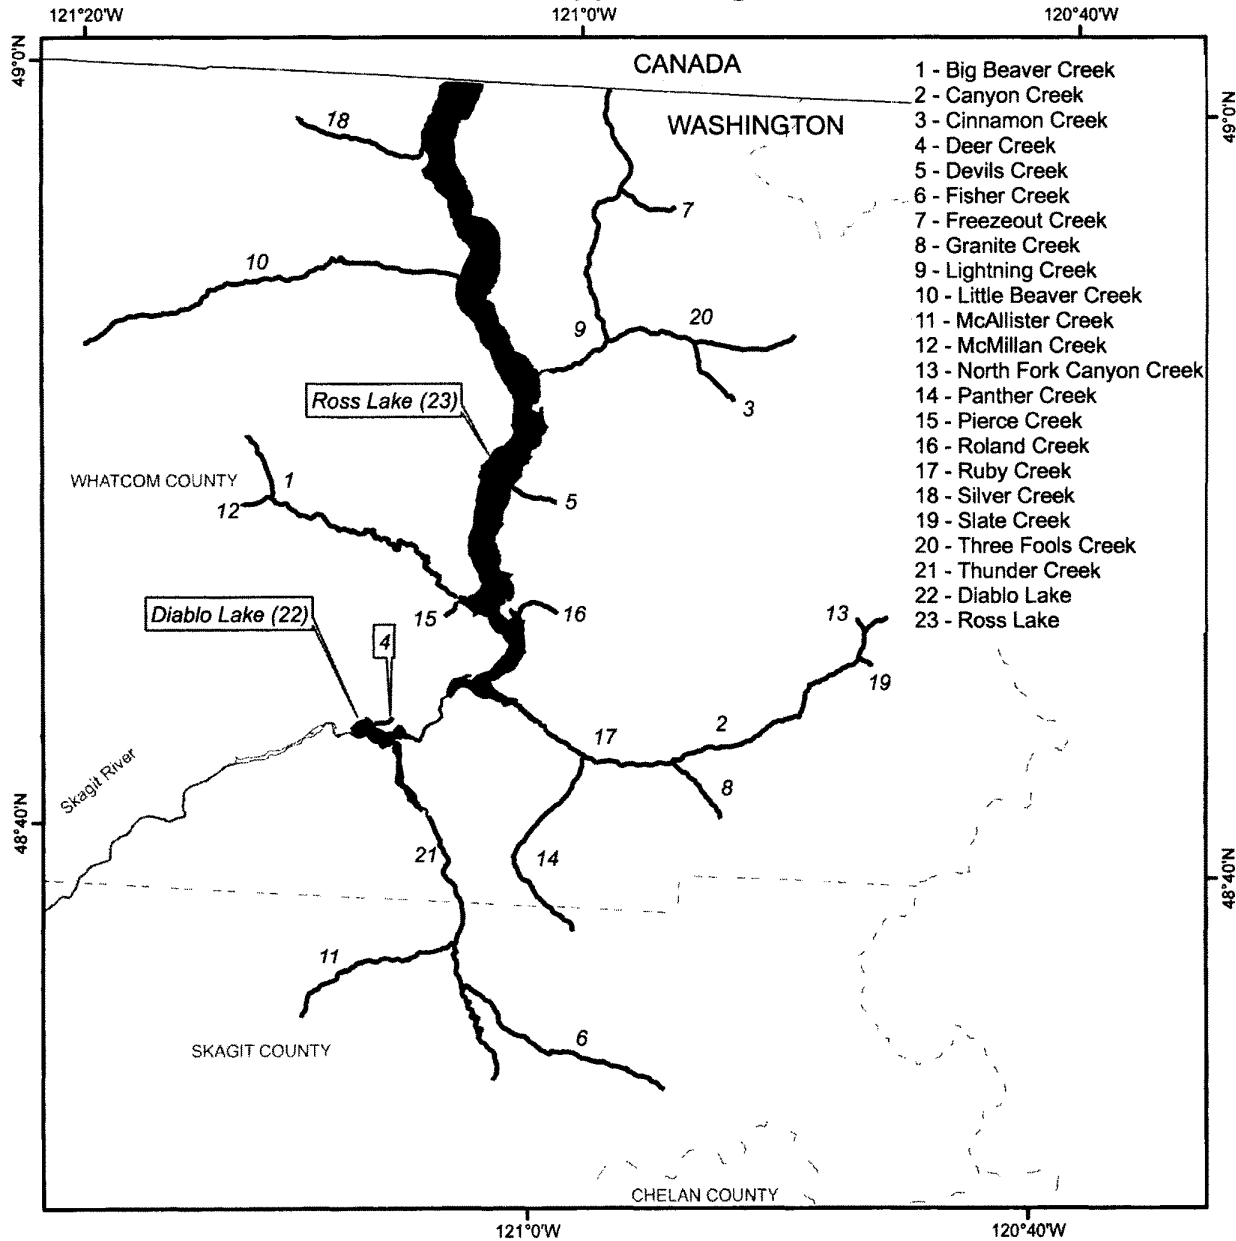 121°20'W
121°0'W
120°40'W
49°0'N
49°0'N
CANADA
WASHINGTON
1 - Big Beaver Creek
2 - Canyon Creek
3 - Cinnamon Creek
4 - Deer Creek
5 - Devils Creek
6 - Fisher Creek
7 - Freezeout Creek
8 - Granite Creek
9 - Lightning Creek
10 - Little Beaver Creek
11 - McAllister Creek
12 - McMillan Creek
13 - North Fork Canyon Creek
14 - Panther Creek
15 - Pierce Creek
16 - Roland Creek
17 - Ruby Creek
18 - Silver Creek
19 - Slate Creek
20 - Three Fools Creek
21 - Thunder Creek
22 - Diablo Lake
23 - Ross Lake
18
7
10
9
20
3
Ross Lake (23)
WHATCOM COUNTY
1
12
5
Diablo Lake (22)
4
15
16
13
19
2
17
8
Skagit River
48°40'N
48°40'N
21
14
11
6
SKAGIT COUNTY
CHELAN COUNTY
121°0'W
120°40'W